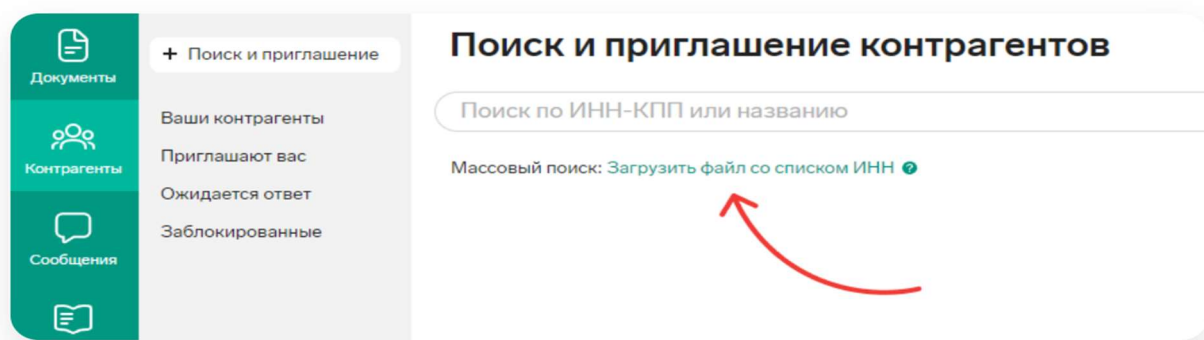 Документы
Контрагенты
Сообщения
+ Поиск и приглашение
Ваши контрагенты
Приглашают вас
Ожидается ответ
Заблокированные
Поиск и приглашение контрагентов
Поиск по ИНН-КПП или названию
Массовый поиск: Загрузить файл со списком ИНН ?